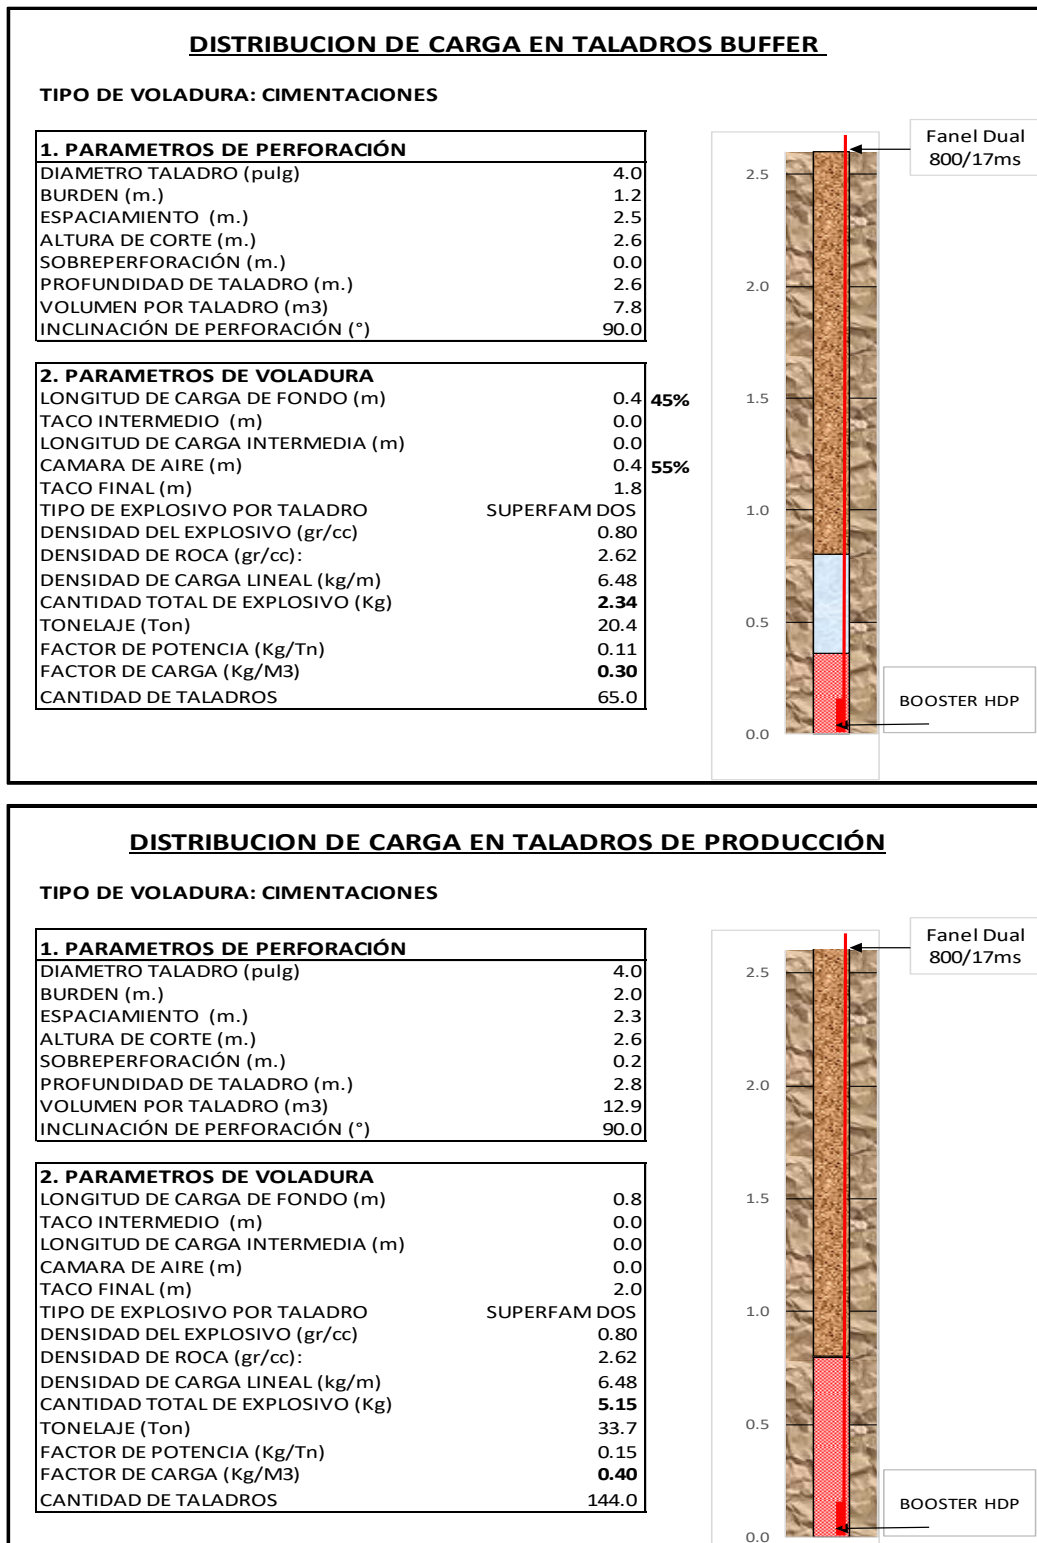 DISTRIBUCION DE CARGA EN TALADROS BUFFER
TIPO DE VOLADURA: CIMENTACIONES
1. PARAMETROS DE PERFORACIÓN
DIAMETRO TALADRO (pulg) 4.0
BURDEN (m.) 1.2
ESPACIAMIENTO (m.) 2.5
ALTURA DE CORTE (m.) 2.6
SOBREPERFORACIÓN (m.) 0.0
PROFUNDIDAD DE TALADRO (m.) 2.6
VOLUMEN POR TALADRO (m3) 7.8
INCLINACIÓN DE PERFORACIÓN (°) 90.0
2. PARAMETROS DE VOLADURA
LONGITUD DE CARGA DE FONDO (m) 0.4 45%
TACO INTERMEDIO (m) 0.0
LONGITUD DE CARGA INTERMEDIA (m) 0.0
CAMARA DE AIRE (m) 0.4 55%
TACO FINAL (m) 1.8
TIPO DE EXPLOSIVO POR TALADRO SUPERFAM DOS
DENSIDAD DEL EXPLOSIVO (gr/cc) 0.80
DENSIDAD DE ROCA (gr/cc): 2.62
DENSIDAD DE CARGA LINEAL (kg/m) 6.48
CANTIDAD TOTAL DE EXPLOSIVO (Kg) 2.34
TONELAJE (Ton) 20.4
FACTOR DE POTENCIA (Kg/Tn) 0.11
FACTOR DE CARGA (Kg/M3) 0.30
CANTIDAD DE TALADROS 65.0
Fanel Dual
800/17ms
2.5
2.0
1.5
1.0
0.5
0.0
BOOSTER HDP
DISTRIBUCION DE CARGA EN TALADROS DE PRODUCCIÓN
TIPO DE VOLADURA: CIMENTACIONES
1. PARAMETROS DE PERFORACIÓN
DIAMETRO TALADRO (pulg) 4.0
BURDEN (m.) 2.0
ESPACIAMIENTO (m.) 2.3
ALTURA DE CORTE (m.) 2.6
SOBREPERFORACIÓN (m.) 0.2
PROFUNDIDAD DE TALADRO (m.) 2.8
VOLUMEN POR TALADRO (m3) 12.9
INCLINACIÓN DE PERFORACIÓN (°) 90.0
2. PARAMETROS DE VOLADURA
LONGITUD DE CARGA DE FONDO (m) 0.8
TACO INTERMEDIO (m) 0.0
LONGITUD DE CARGA INTERMEDIA (m) 0.0
CAMARA DE AIRE (m) 0.0
TACO FINAL (m) 2.0
TIPO DE EXPLOSIVO POR TALADRO SUPERFAM DOS
DENSIDAD DEL EXPLOSIVO (gr/cc) 0.80
DENSIDAD DE ROCA (gr/cc): 2.62
DENSIDAD DE CARGA LINEAL (kg/m) 6.48
CANTIDAD TOTAL DE EXPLOSIVO (Kg) 5.15
TONELAJE (Ton) 33.7
FACTOR DE POTENCIA (Kg/Tn) 0.15
FACTOR DE CARGA (Kg/M3) 0.40
CANTIDAD DE TALADROS 144.0
Fanel Dual
800/17ms
2.5
2.0
1.5
1.0
0.5
0.0
BOOSTER HDP